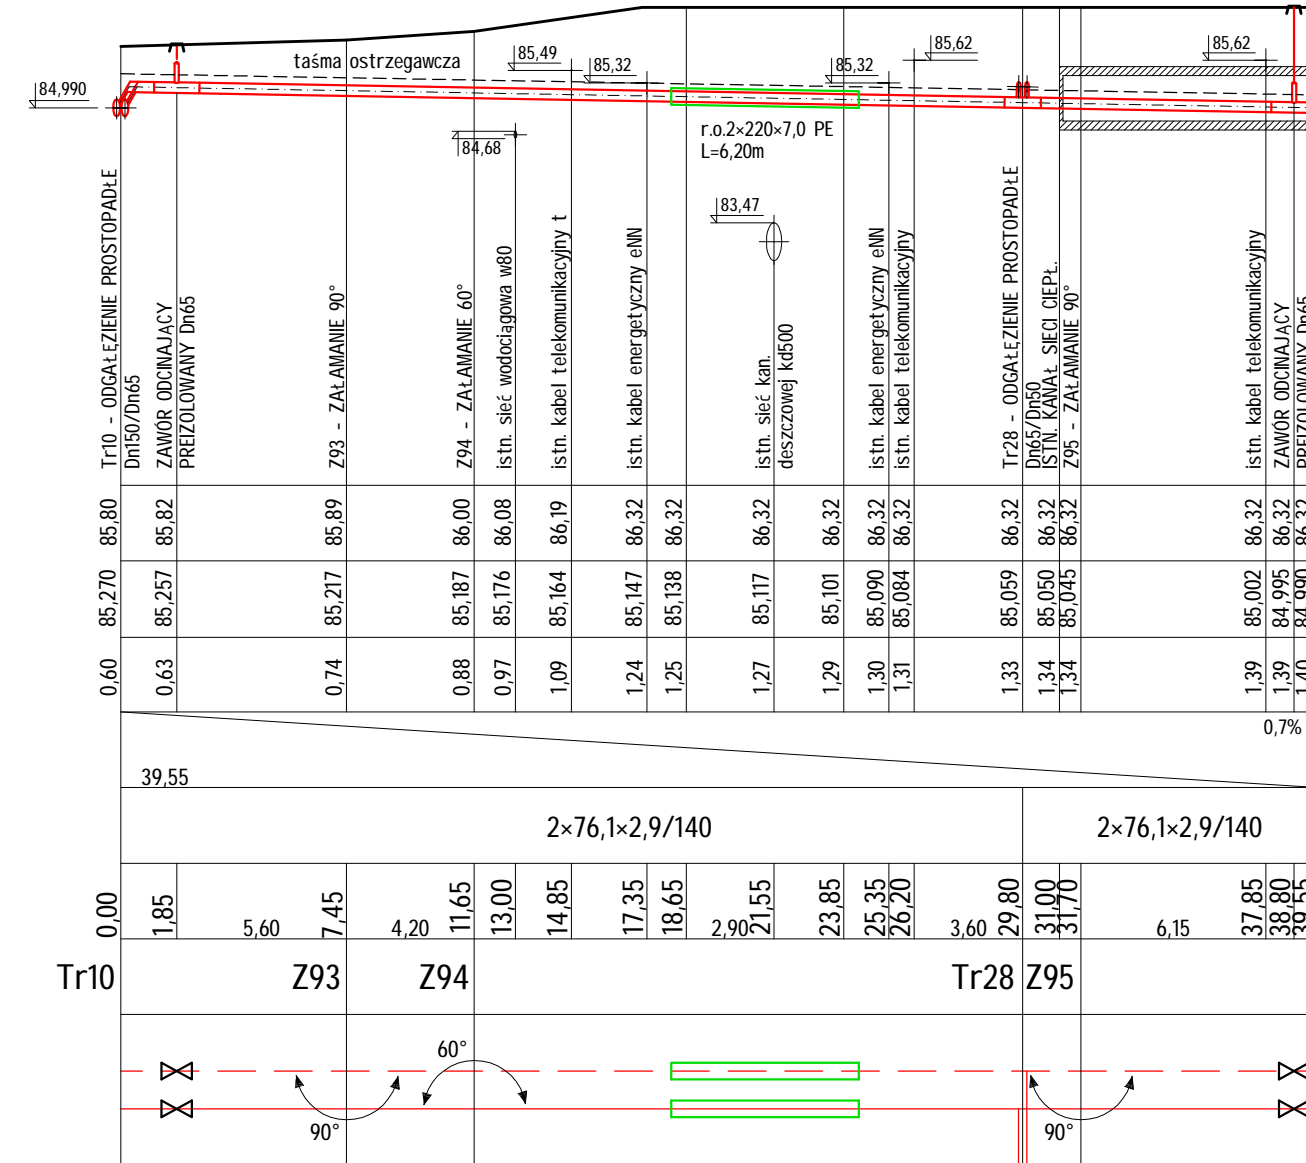 85,49
85,62
85,62
taśma ostrzegawcza
85,32
85,32
84,990
r.o.2×220×7,0 PE
L=6,20m
84,68
83,47
Tr10 - ODGAŁĘZIENIE PROSTOPADŁE
Dn150/Dn65
ZAWÓR ODCINAJĄCY
PREIZOLOWANY Dn65
Z93 - ZAŁAMANIE 90°
Z94 - ZAŁAMANIE 60°
istn. sieć wodociągowa w80
istn. kabel telekomunikacyjny t
istn. kabel energetyczny eNN
istn. sieć kan.
deszczowej kd500
istn. kabel energetyczny eNN
istn. kabel telekomunikacyjny
Tr28 - ODGAŁĘZIENIE PROSTOPADŁE
Dn65/Dn50
ISTN. KANAŁ SIECI CIEPŁ.
Z95 - ZAŁAMANIE 90°
istn. kabel telekomunikacyjny
ZAWÓR ODCINAJĄCY
PREIZOLOWANY Dn65
85,80 85,82 85,89 86,00 86,08 86,19 86,32 86,32 86,32 86,32 86,32 86,32 86,32 86,32 86,32 86,32 86,32 86,32
85,270 85,257 85,217 85,187 85,176 85,164 85,147 85,138 85,117 85,101 85,090 85,084 85,059 85,050 85,045 85,002 84,995 84,990
0,60 0,63 0,74 0,88 0,97 1,09 1,24 1,25 1,27 1,29 1,30 1,31 1,33 1,34 1,34 1,39 1,39 1,40
0,7%
39,55
2×76,1×2,9/140 2×76,1×2,9/140
0,00 1,85 7,45 11,65 13,00 14,85 17,35 18,65 21,55 23,85 25,35 26,20 29,80 31,00 31,70 37,85 38,80 39,55
5,60 4,20 2,90 3,60 6,15
Tr10 Z93 Z94 Tr28 Z95
60°
90° 90°